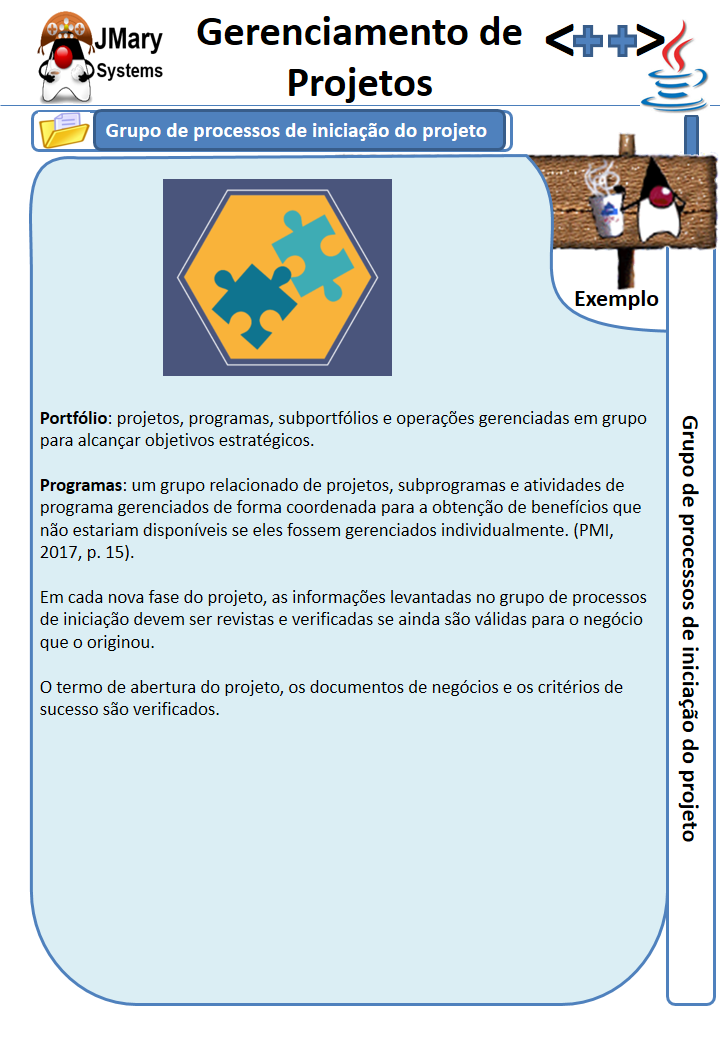 JMary
Systems
Gerenciamento de
Projetos
<++>
Grupo de processos de iniciação do projeto
Exemplo
Portfólio: projetos, programas, subportfólios e operações gerenciadas em grupo
para alcançar objetivos estratégicos.
Programas: um grupo relacionado de projetos, subprogramas e atividades de
programa gerenciados de forma coordenada para a obtenção de benefícios que
não estariam disponíveis se eles fossem gerenciados individualmente. (PMI,
2017, p. 15).
Em cada nova fase do projeto, as informações levantadas no grupo de processos
de iniciação devem ser revistas e verificadas se ainda são válidas para o negócio
que o originou.
O termo de abertura do projeto, os documentos de negócios e os critérios de
sucesso são verificados.
Grupo de processos de iniciação do projeto